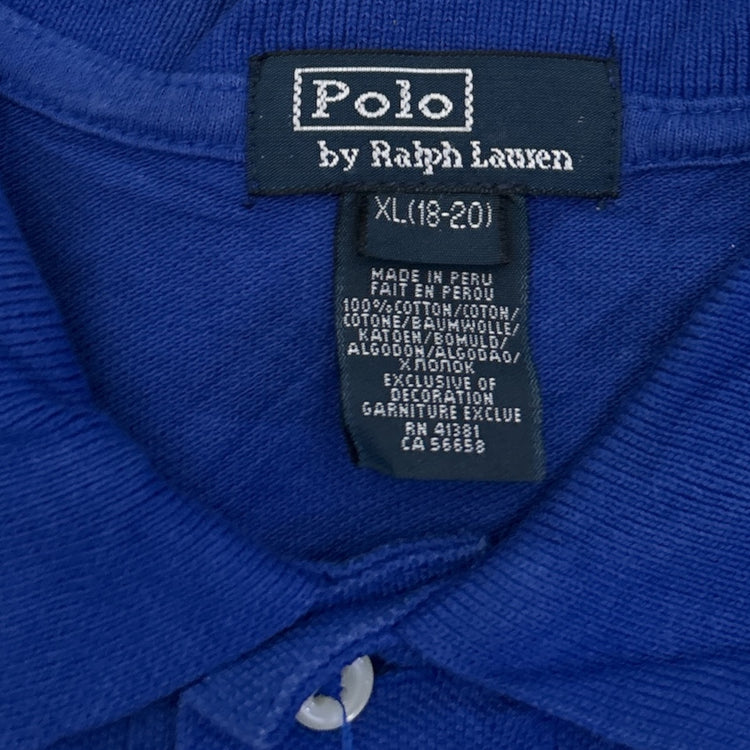 Polo
by Ralph Lauren
XL(18-20)
MADE IN PERU
FAIT EN PEROU
100%COTTON/COTON/
COTONE/BAUMWOLLE/
KATOEN/BOMULD/
ALGODON/ALGODAO/
ХЛОПОК
EXCLUSIVE OF
DECORATION
GARNITURE EXCLUE
RN 41381
CA 56658